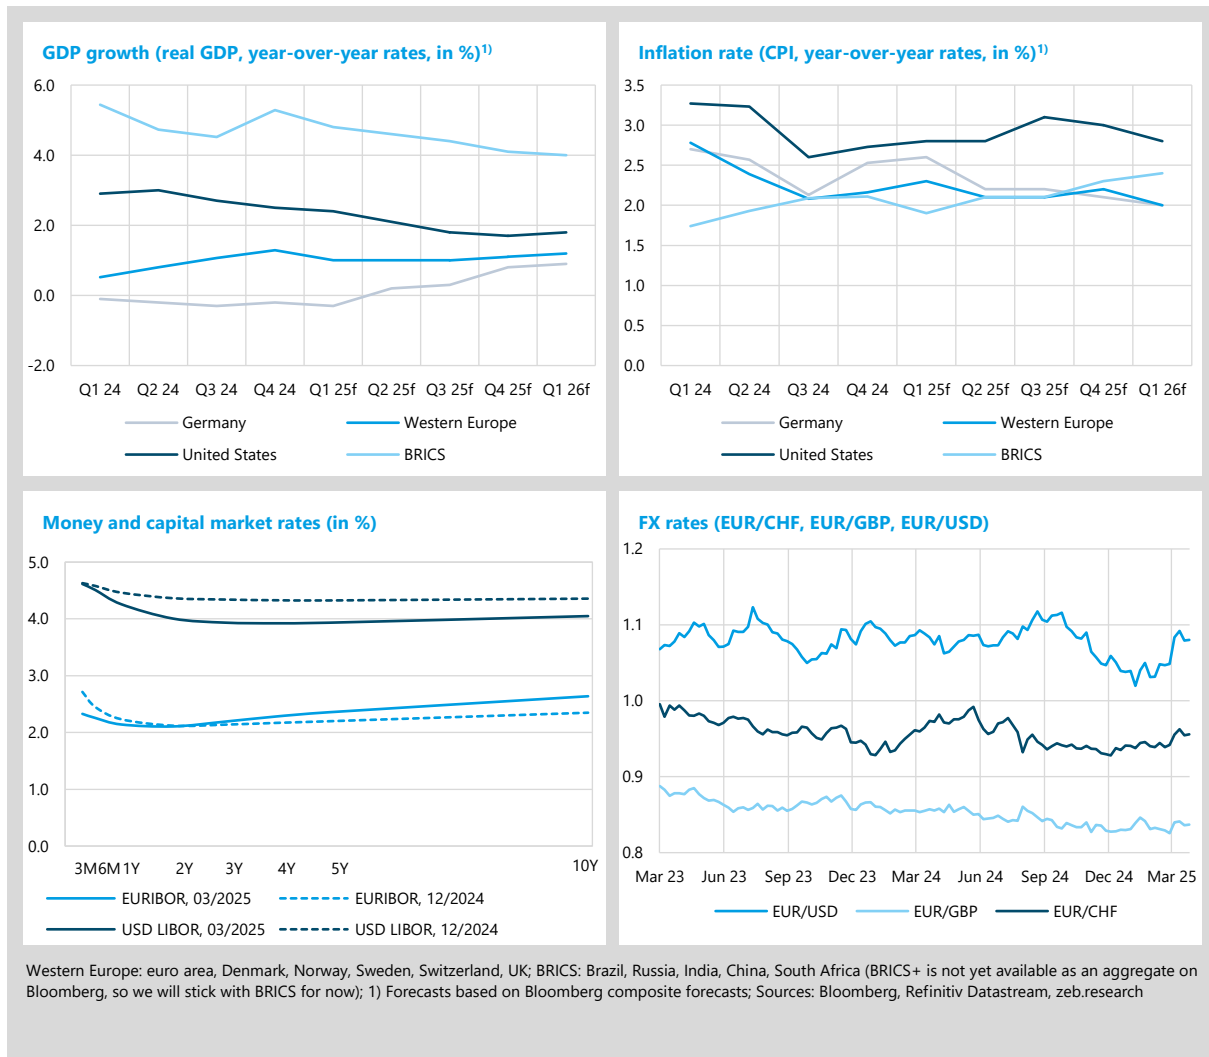 GDP growth (real GDP, year-over-year rates, in %)1)
6.0
4.0
2.0
0.0
-2.0
Q1 24 Q2 24 Q3 24 Q4 24 Q1 25f Q2 25f Q3 25f Q4 25f Q1 26f
Germany Western Europe
United States BRICS
Inflation rate (CPI, year-over-year rates, in %)1)
3.5
3.0
2.5
2.0
1.5
1.0
0.5
0.0
Q1 24 Q2 24 Q3 24 Q4 24 Q1 25f Q2 25f Q3 25f Q4 25f Q1 26f
Germany Western Europe
United States BRICS
Money and capital market rates (in %)
5.0
4.0
3.0
2.0
1.0
0.0
3M 6M 1Y 2Y 3Y 4Y 5Y 10Y
EURIBOR, 03/2025 EURIBOR, 12/2024
USD LIBOR, 03/2025 USD LIBOR, 12/2024
FX rates (EUR/CHF, EUR/GBP, EUR/USD)
1.2
1.1
1.0
0.9
0.8
Mar 23 Jun 23 Sep 23 Dec 23 Mar 24 Jun 24 Sep 24 Dec 24 Mar 25
EUR/USD EUR/GBP EUR/CHF
Western Europe: euro area, Denmark, Norway, Sweden, Switzerland, UK; BRICS: Brazil, Russia, India, China, South Africa (BRICS+ is not yet available as an aggregate on
Bloomberg, so we will stick with BRICS for now); 1) Forecasts based on Bloomberg composite forecasts; Sources: Bloomberg, Refinitiv Datastream, zeb.research